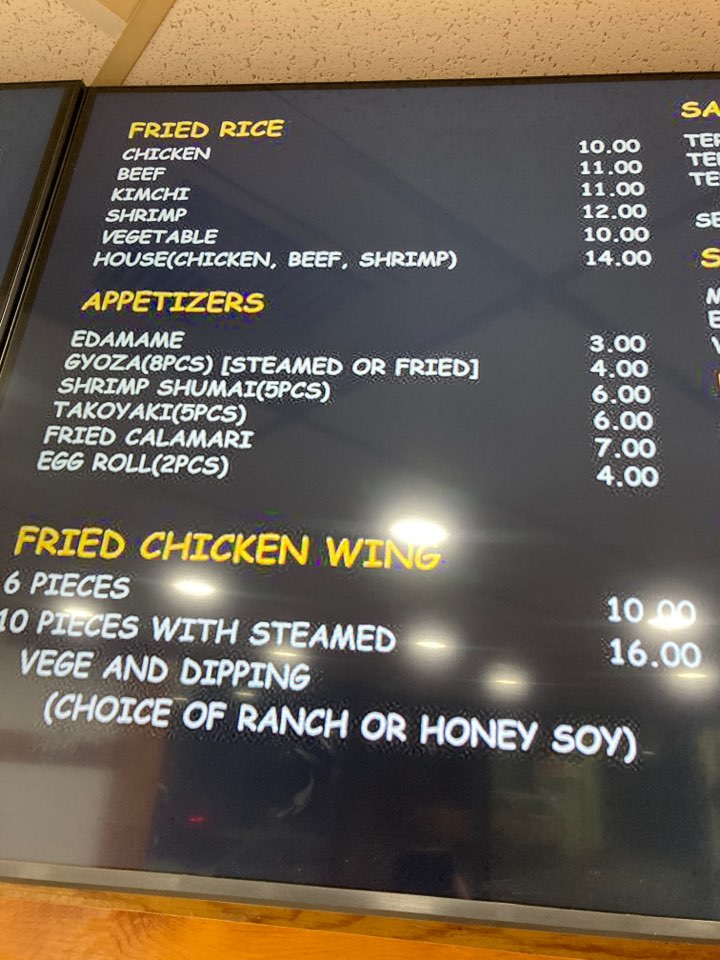 FRIED RICE
CHICKEN 10.00
BEEF 11.00
KIMCHI 11.00
SHRIMP 12.00
VEGETABLE 10.00
HOUSE(CHICKEN, BEEF, SHRIMP) 14.00
APPETIZERS
EDAMAME 3.00
GYOZA(8PCS) [STEAMED OR FRIED] 4.00
SHRIMP SHUMAI(5PCS) 6.00
TAKOYAKI(5PCS) 6.00
FRIED CALAMARI 7.00
EGG ROLL(2PCS) 4.00
FRIED CHICKEN WING
6 PIECES 10.00
10 PIECES WITH STEAMED 16.00
VEGE AND DIPPING
(CHOICE OF RANCH OR HONEY SOY)